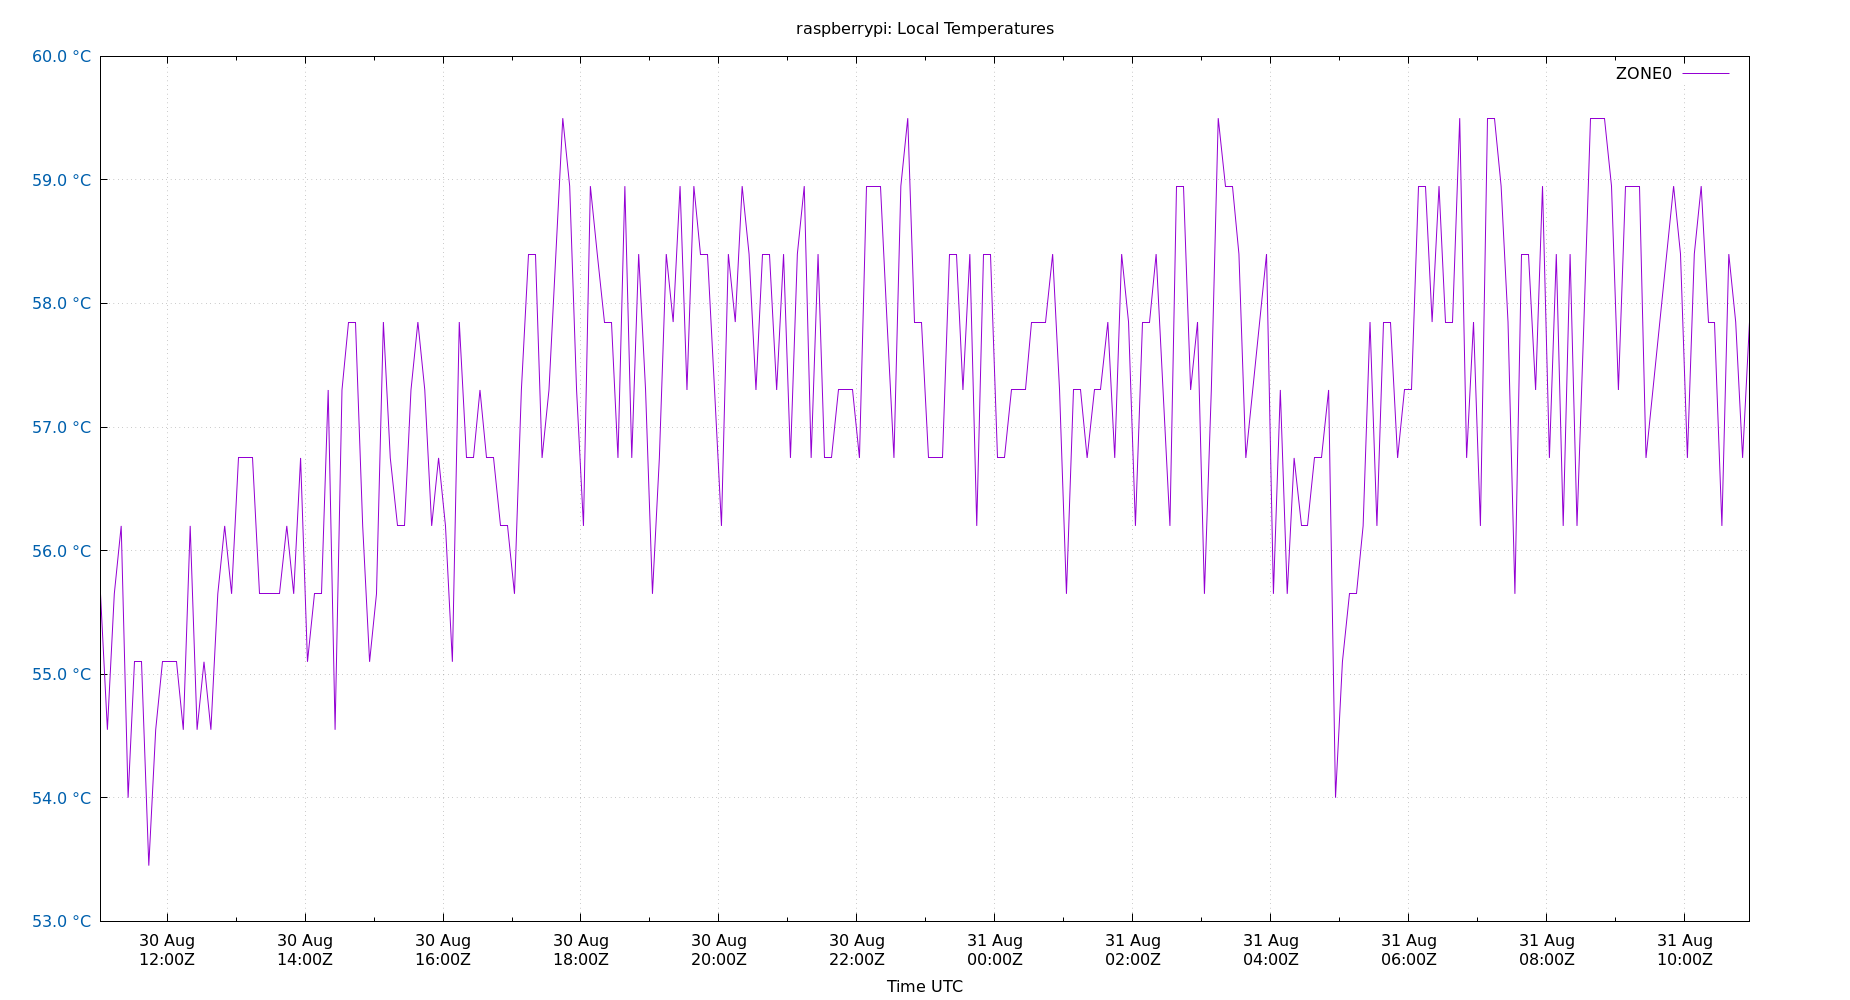 raspberrypi: Local Temperatures
60.0 °C
ZONE0
59.0 °C
58.0 °C
57.0 °C
56.0 °C
55.0 °C
54.0 °C
53.0 °C
30 Aug 30 Aug 30 Aug 30 Aug 30 Aug 30 Aug 31 Aug 31 Aug 31 Aug 31 Aug 31 Aug 31 Aug
12:00Z 14:00Z 16:00Z 18:00Z 20:00Z 22:00Z 00:00Z 02:00Z 04:00Z 06:00Z 08:00Z 10:00Z
Time UTC